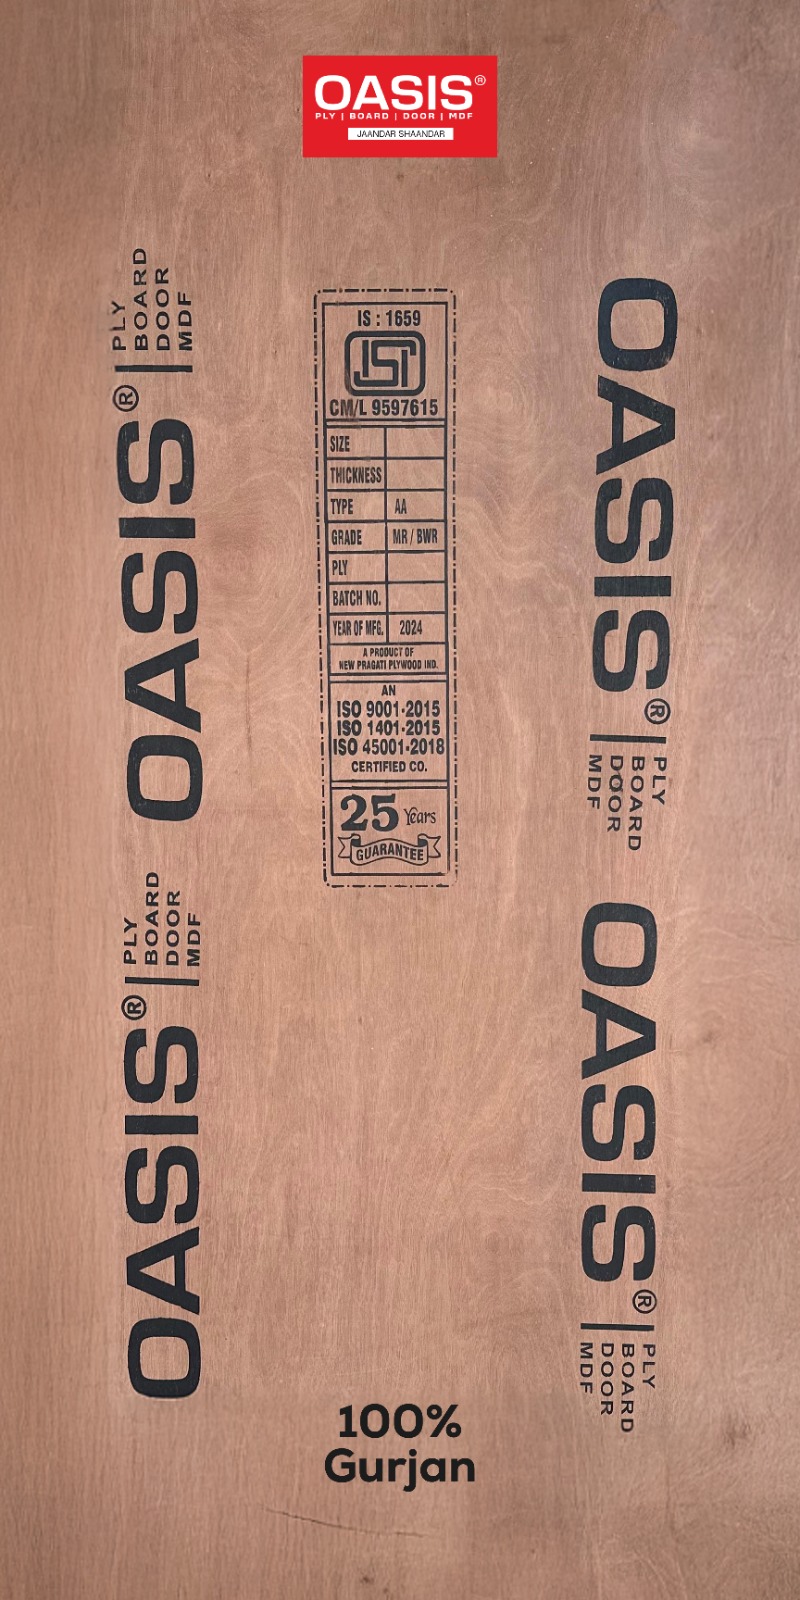 OASIS®
PLY | BOARD | DOOR | MDF
JAANDAR SHAANDAR
OASIS® | PLY
BOARD
DOOR
MDF
OASIS® | PLY
BOARD
DOOR
MDF
IS : 1659
ISI
CM/L 9597615
SIZE
THICKNESS
TYPE AA
GRADE MR / BWR
PLY
BATCH NO.
YEAR OF MFG. 2024
A PRODUCT OF
NEW PRAGATI PLYWOOD IND.
AN
ISO 9001-2015
ISO 1401-2015
ISO 45001-2018
CERTIFIED CO.
25 Years
GUARANTEE
OASIS® | PLY
BOARD
DOOR
MDF
OASIS® | PLY
BOARD
DOOR
MDF
100%
Gurjan